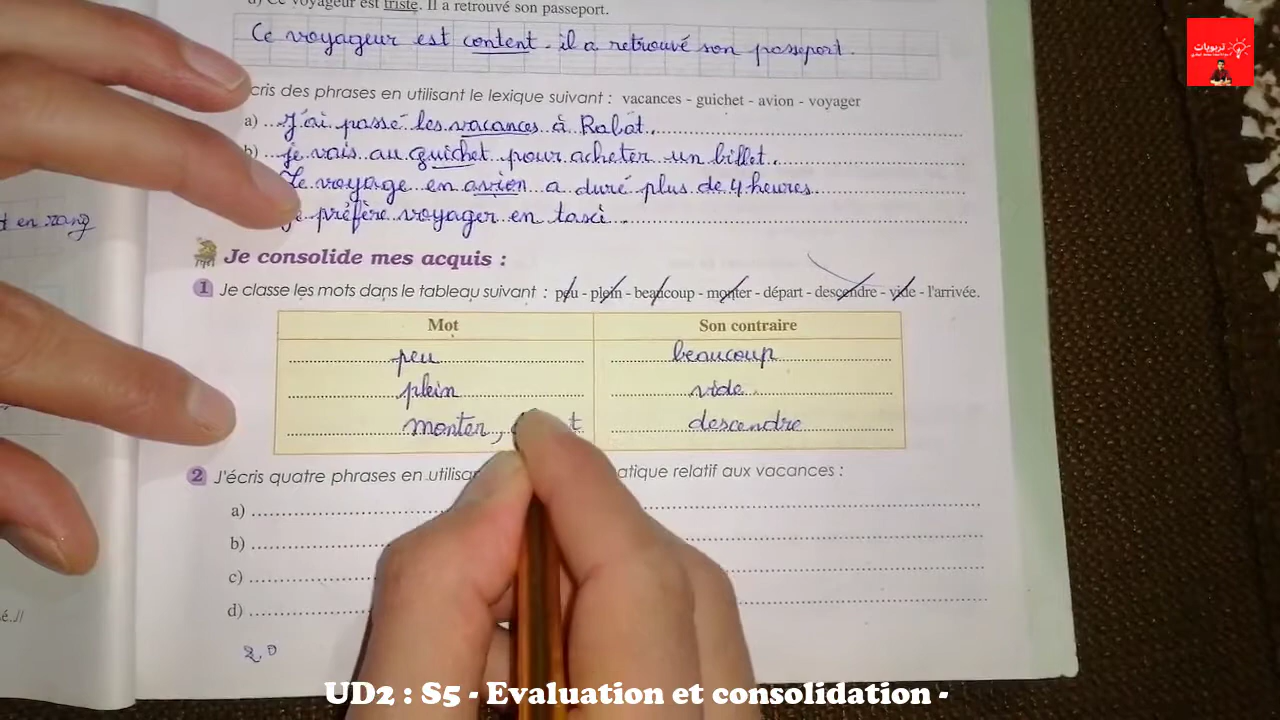 d) Ce voyageur est triste. Il a retrouvé son passeport.
Ce voyageur est content. il a retrouvé son passeport.
cris des phrases en utilisant le lexique suivant : vacances - guichet - avion - voyager
a) J'ai passé les vacances à Rabat.
b) je vais au guichet pour acheter un billet.
Le voyage en avion a duré plus de 4 heures.
je préfère voyager en taxi.
t en rang
Je consolide mes acquis :
1 Je classe les mots dans le tableau suivant : peu - plein - beaucoup - monter - départ - descendre - vide - l'arrivée.
Mot Son contraire
peu beaucoup
plein vide
monter, descendre
2 J'écris quatre phrases en utilisa atique relatif aux vacances :
a)
b)
c)
d)
تربويات
UD2 : S5 - Evaluation et consolidation -